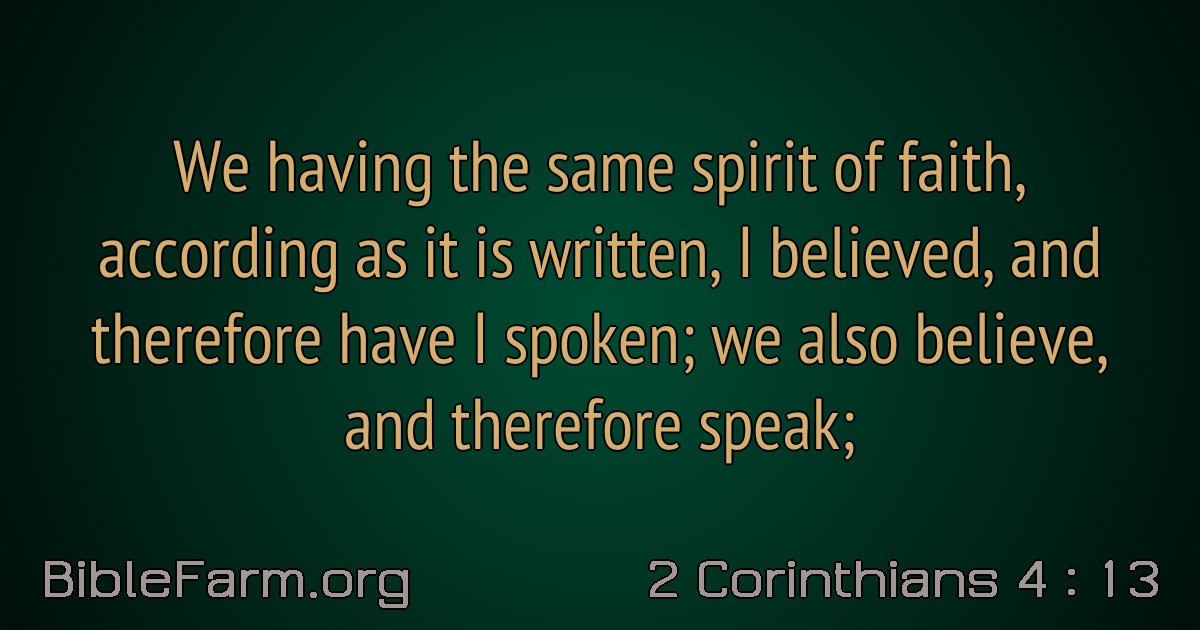 We having the same spirit of faith,
according as it is written, I believed, and
therefore have I spoken; we also believe,
and therefore speak;
BibleFarm.org
2 Corinthians 4 : 13